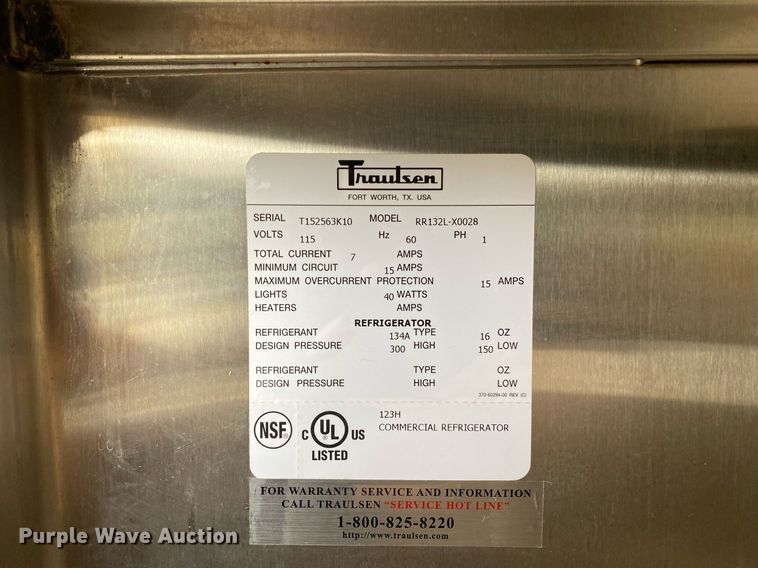 Traulsen
FORT WORTH, TX. USA
SERIAL T152563K10 MODEL RR132L-X0028
VOLTS 115 Hz 60 PH 1
TOTAL CURRENT 7 AMPS
MINIMUM CIRCUIT 15 AMPS
MAXIMUM OVERCURRENT PROTECTION 15 AMPS
LIGHTS 40 WATTS
HEATERS AMPS
REFRIGERATOR
REFRIGERANT 134A TYPE 16 OZ
DESIGN PRESSURE 300 HIGH 150 LOW
REFRIGERANT TYPE OZ
DESIGN PRESSURE HIGH LOW
370-60294-00 REV (C)
NSF
C UL US
LISTED
123H
COMMERCIAL REFRIGERATOR
FOR WARRANTY SERVICE AND INFORMATION
CALL TRAULSEN "SERVICE HOT LINE"
1-800-825-8220
http://www.traulsen.com
Purple Wave Auction